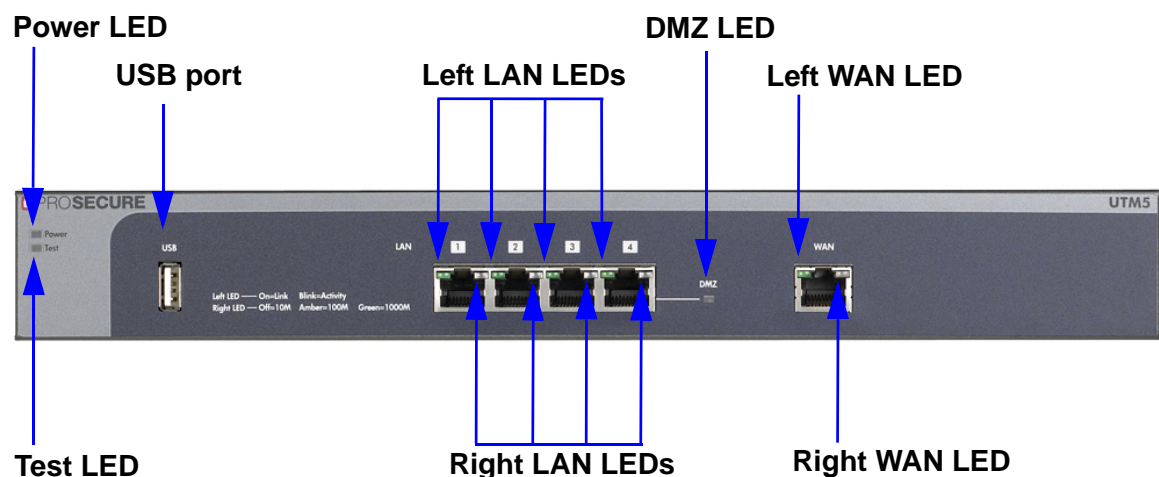 Power LED
DMZ LED
USB port
Left LAN LEDs
Left WAN LED
PROSECURE
UTM5
Power
Test
USB
LAN
1
2
3
4
WAN
DMZ
Left LED — On=Link Blink=Activity
Right LED — Off=10M Amber=100M Green=1000M
Test LED
Right LAN LEDs
Right WAN LED